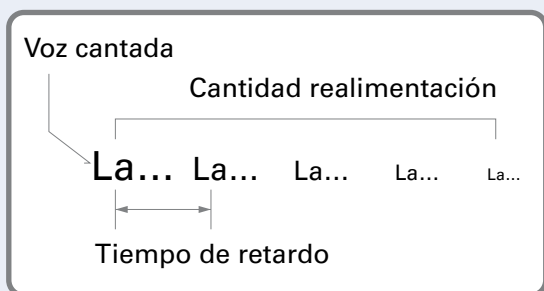 Voz cantada
Cantidad realimentación
La... La... La... La... La...
Tiempo de retardo